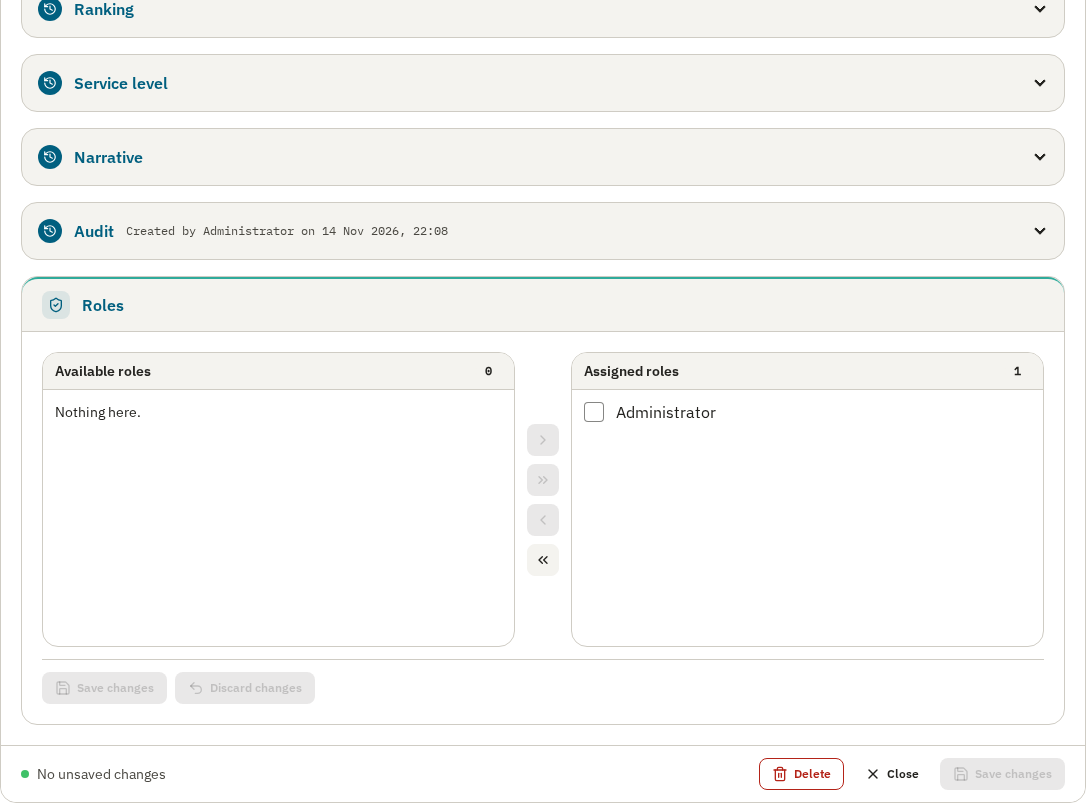 Ranking
Service level
Narrative
Audit Created by Administrator on 14 Nov 2026, 22:08
Roles
Available roles 0
Nothing here.
Assigned roles 1
Administrator
Save changes Discard changes
No unsaved changes Delete Close Save changes